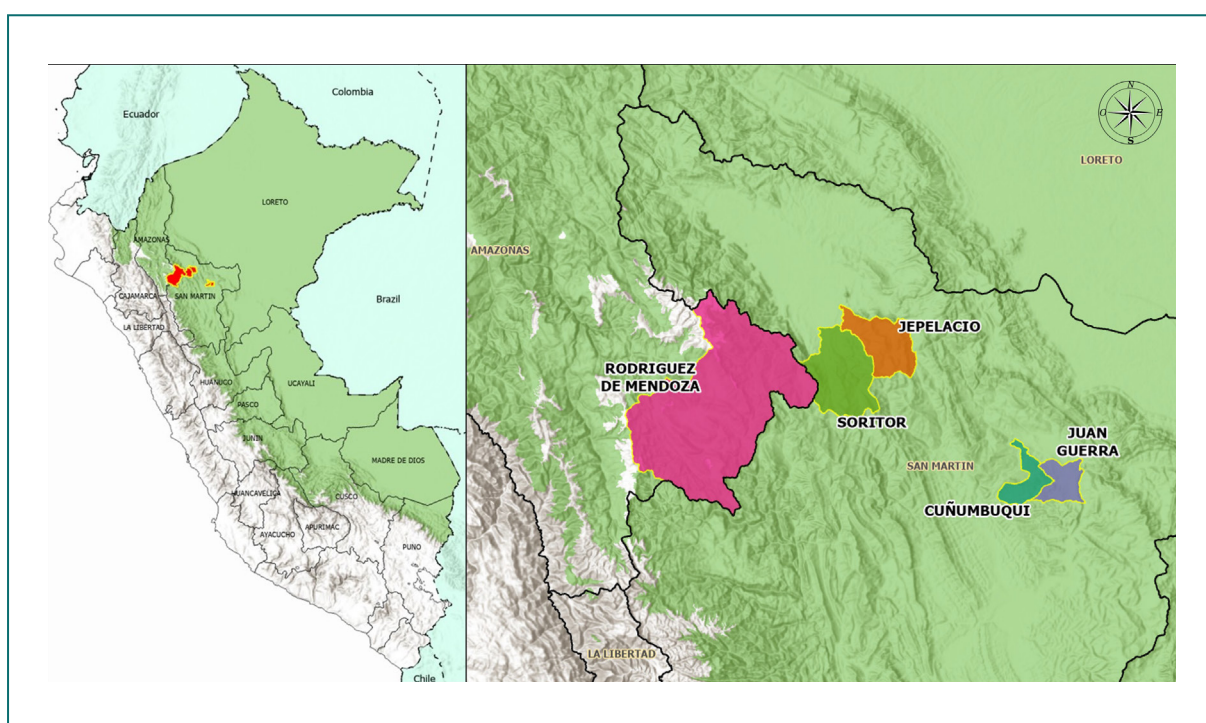 Colombia
Ecuador
LORETO
AMAZONAS
CAJAMARCA
SAN MARTIN
LA LIBERTAD
Brazil
HUANUCO
UCAYALI
PASCO
JUNIN
MADRE DE DIOS
HUANCAVELICA
CUSCO
APURIMAC
AYACUCHO
PUNO
Chile
N
O
E
S
LORETO
AMAZONAS
JEPELACIO
RODRIGUEZ
DE MENDOZA
SORITOR
JUAN
GUERRA
SAN MARTIN
CUÑUMBUQUI
LA LIBERTAD